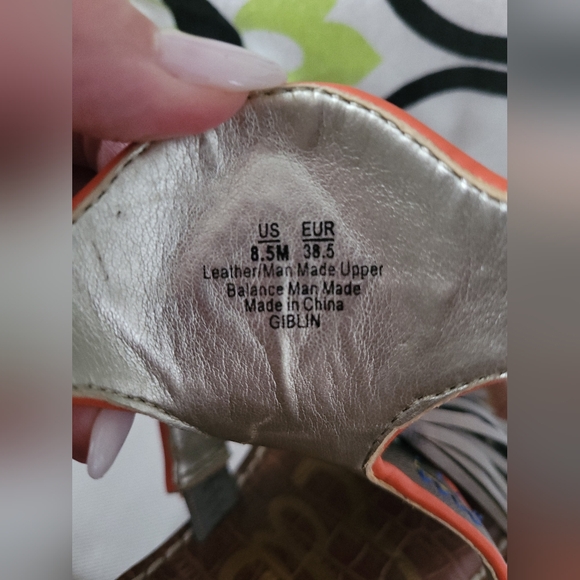 US EUR
8.5M 38.5
Leather/Man Made Upper
Balance Man Made
Made in China
GIBLIN